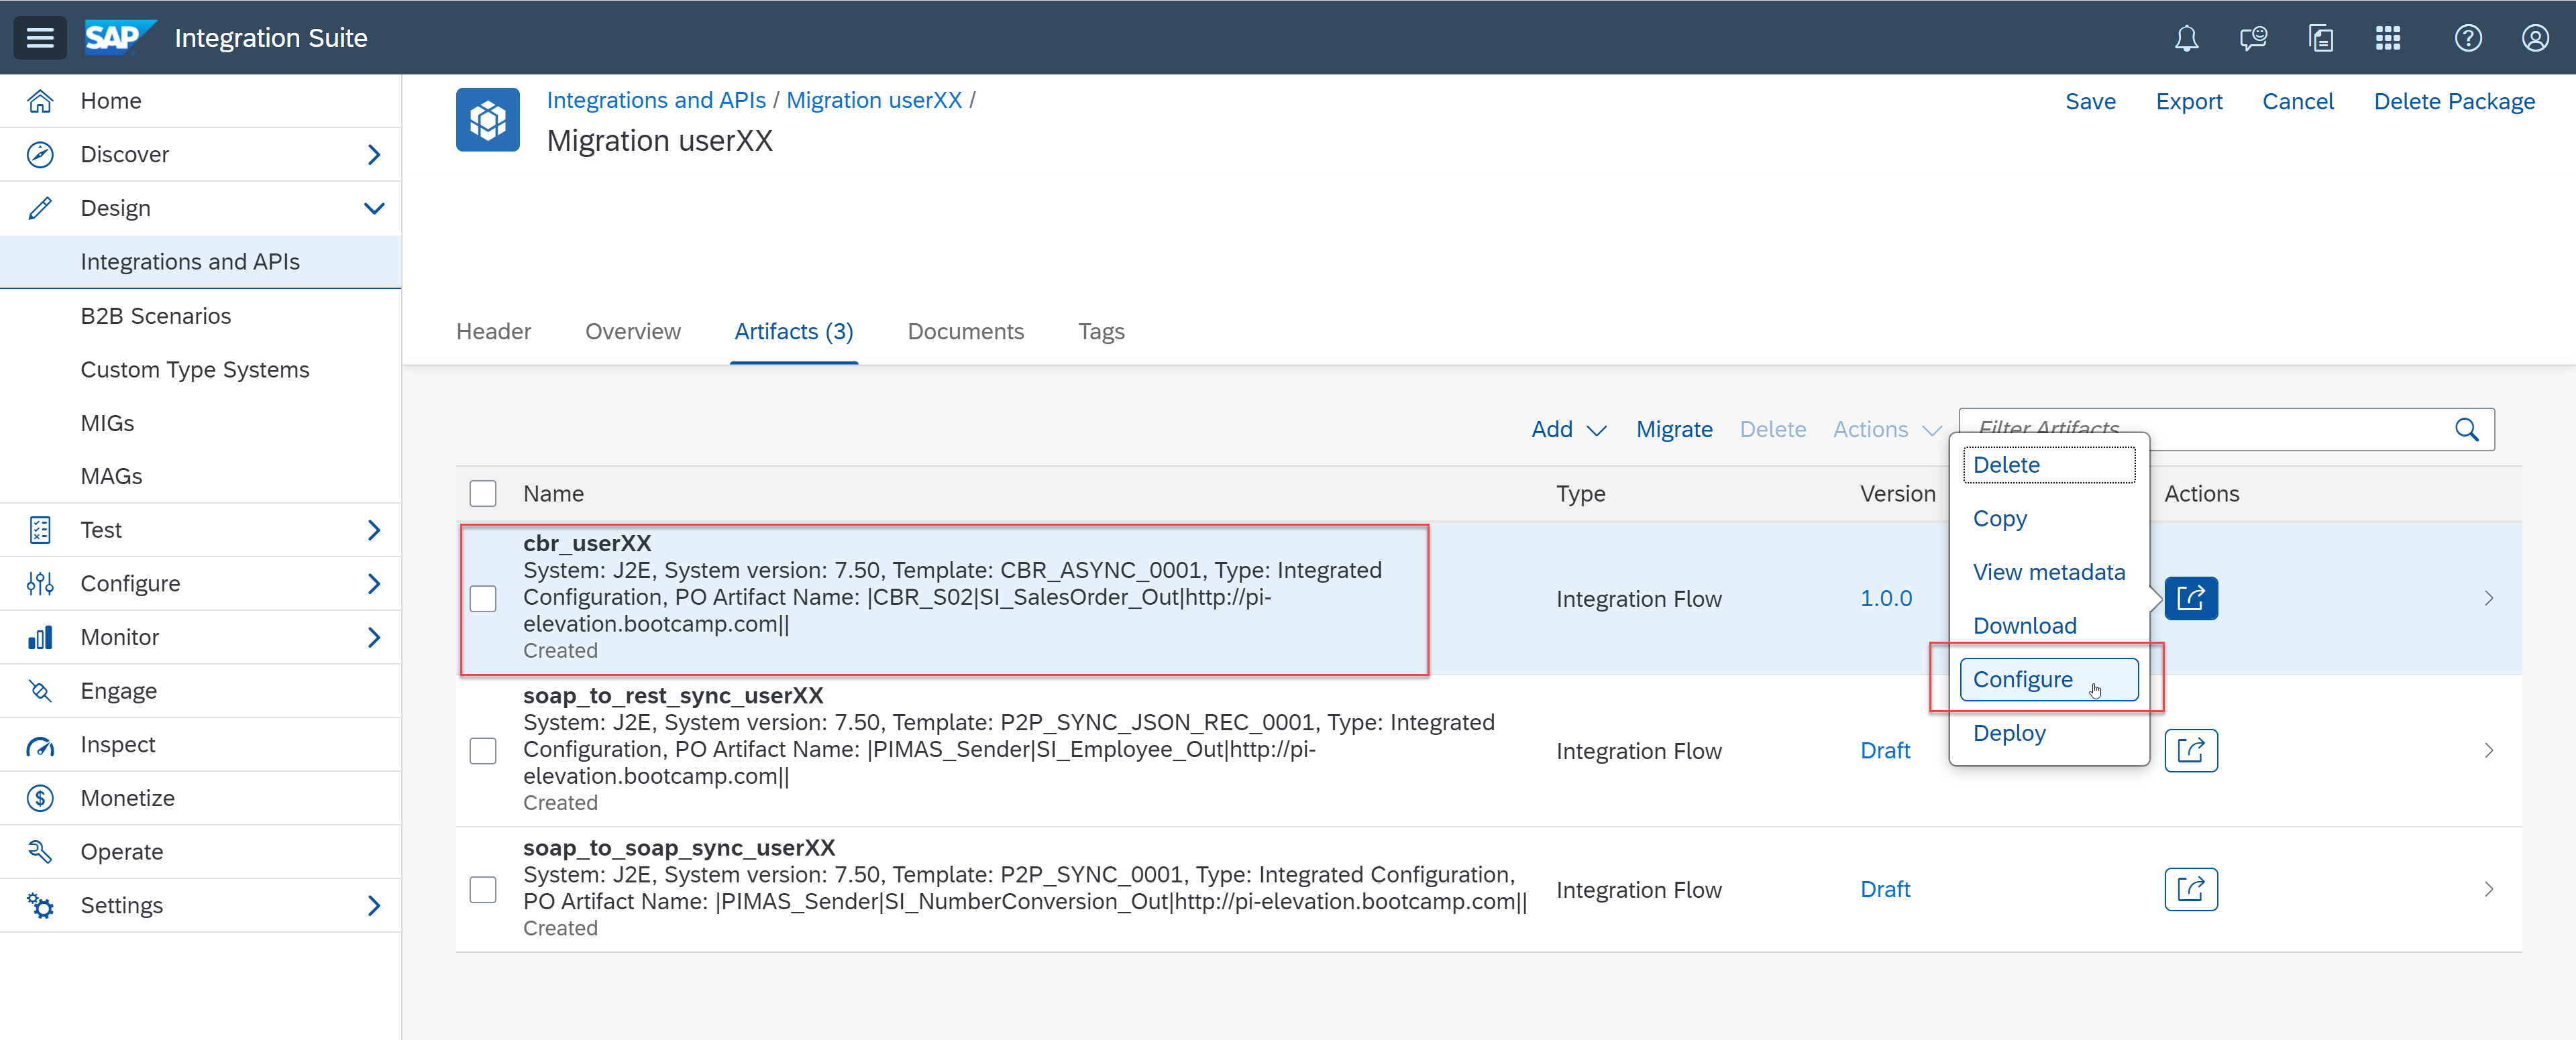 SAP Integration Suite
Home
Discover
Design
Integrations and APIs
B2B Scenarios
Custom Type Systems
MIGs
MAGs
Test
Configure
Monitor
Engage
Inspect
Monetize
Operate
Settings
Integrations and APIs / Migration userXX /
Migration userXX
Save Export Cancel Delete Package
Header Overview Artifacts (3) Documents Tags
Add Migrate Delete Actions Filter Artifacts
Name Type Version Actions
cbr_userXX
System: J2E, System version: 7.50, Template: CBR_ASYNC_0001, Type: Integrated
Configuration, PO Artifact Name: |CBR_S02|SI_SalesOrder_Out|http://pi-
elevation.bootcamp.com||
Created
Integration Flow 1.0.0
Delete
Copy
View metadata
Download
Configure
Deploy
soap_to_rest_sync_userXX
System: J2E, System version: 7.50, Template: P2P_SYNC_JSON_REC_0001, Type: Integrated
Configuration, PO Artifact Name: |PIMAS_Sender|SI_Employee_Out|http://pi-
elevation.bootcamp.com||
Created
Integration Flow Draft
soap_to_soap_sync_userXX
System: J2E, System version: 7.50, Template: P2P_SYNC_0001, Type: Integrated Configuration,
PO Artifact Name: |PIMAS_Sender|SI_NumberConversion_Out|http://pi-elevation.bootcamp.com||
Created
Integration Flow Draft